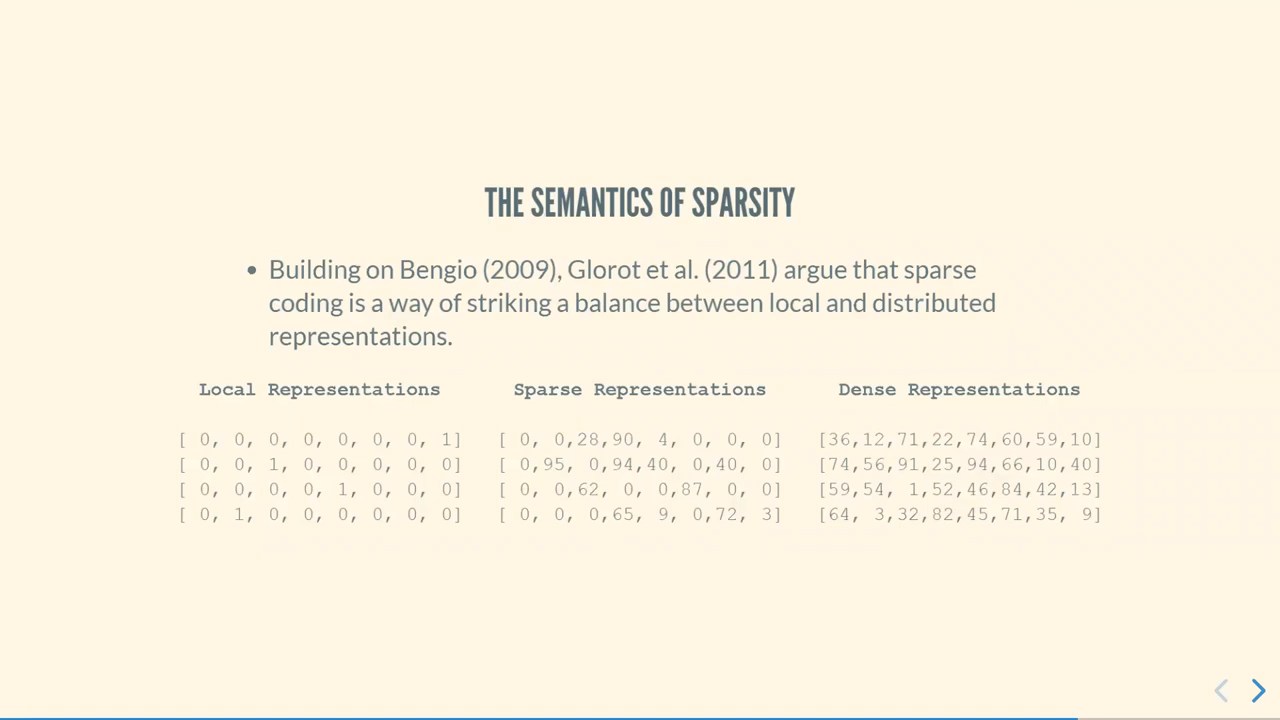 THE SEMANTICS OF SPARSITY
• Building on Bengio (2009), Glorot et al. (2011) argue that sparse
coding is a way of striking a balance between local and distributed
representations.
Local Representations Sparse Representations Dense Representations
[ 0, 0, 0, 0, 0, 0, 0, 1] [ 0, 0,28,90, 4, 0, 0, 0] [36,12,71,22,74,60,59,10]
[ 0, 0, 1, 0, 0, 0, 0, 0] [ 0,95, 0,94,40, 0,40, 0] [74,56,91,25,94,66,10,40]
[ 0, 0, 0, 0, 1, 0, 0, 0] [ 0, 0,62, 0, 0,87, 0, 0] [59,54, 1,52,46,84,42,13]
[ 0, 1, 0, 0, 0, 0, 0, 0] [ 0, 0, 0,65, 9, 0,72, 3] [64, 3,32,82,45,71,35, 9]